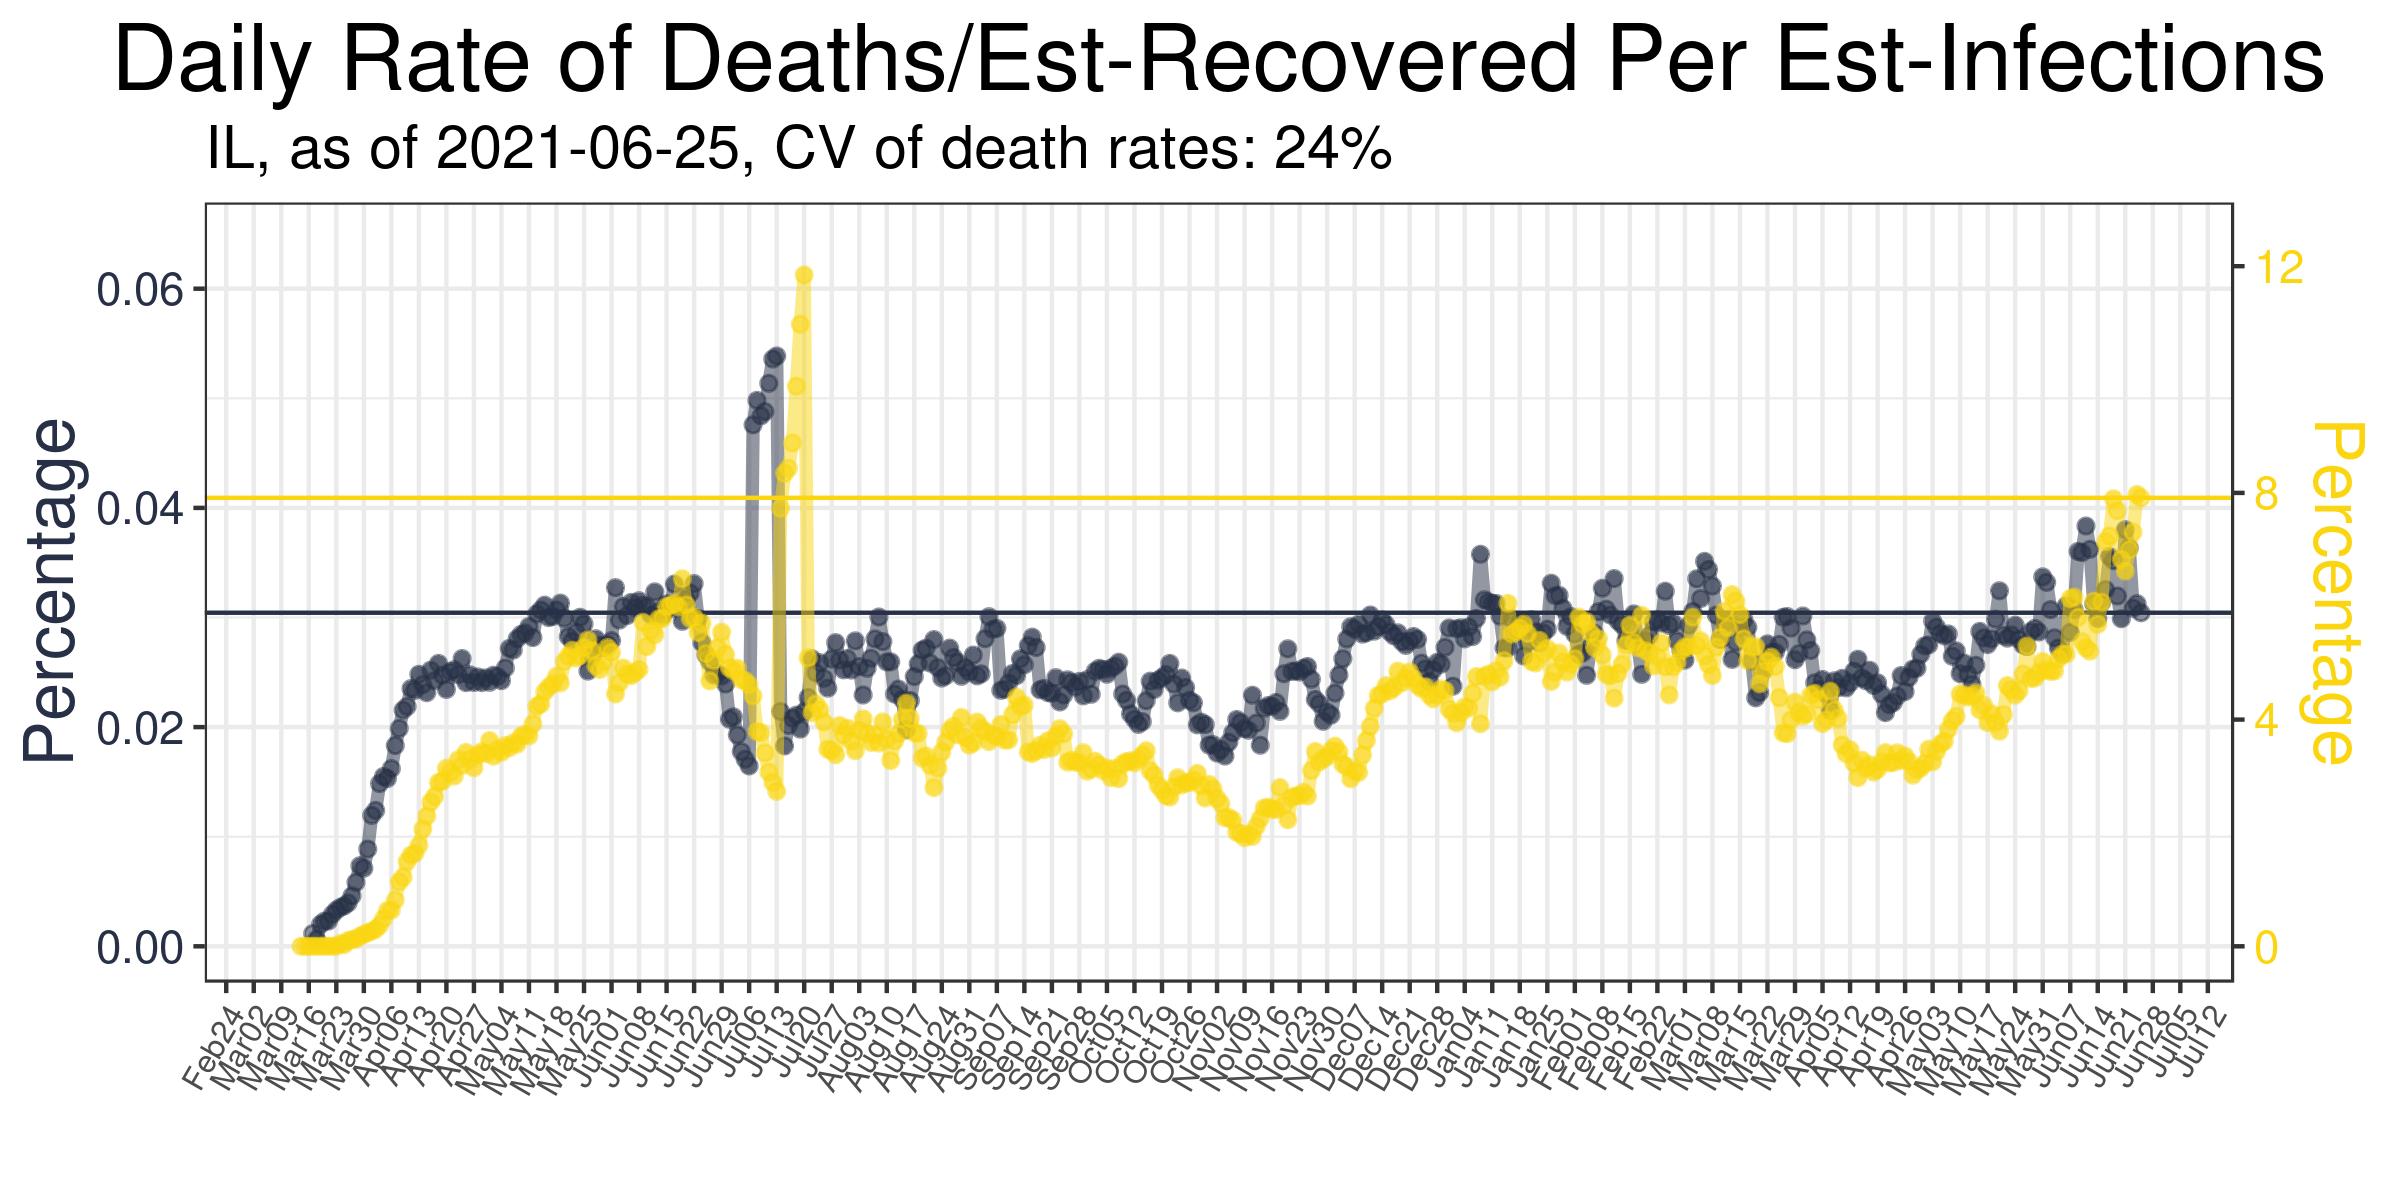 Daily Rate of Deaths/Est-Recovered Per Est-Infections
IL, as of 2021-06-25, CV of death rates: 24%
Percentage
0.06
0.04
0.02
0.00
12
8
4
0
Percentage
Feb24
Mar02
Mar09
Mar16
Mar23
Mar30
Apr06
Apr13
Apr20
Apr27
May04
May11
May18
May25
Jun01
Jun08
Jun15
Jun22
Jun29
Jul06
Jul13
Jul20
Jul27
Aug03
Aug10
Aug17
Aug24
Aug31
Sep07
Sep14
Sep21
Sep28
Oct05
Oct12
Oct19
Oct26
Nov02
Nov09
Nov16
Nov23
Nov30
Dec07
Dec14
Dec21
Dec28
Jan04
Jan11
Jan18
Jan25
Feb01
Feb08
Feb15
Feb22
Mar01
Mar08
Mar15
Mar22
Mar29
Apr05
Apr12
Apr19
Apr26
May03
May10
May17
May24
May31
Jun07
Jun14
Jun21
Jun28
Jul05
Jul12